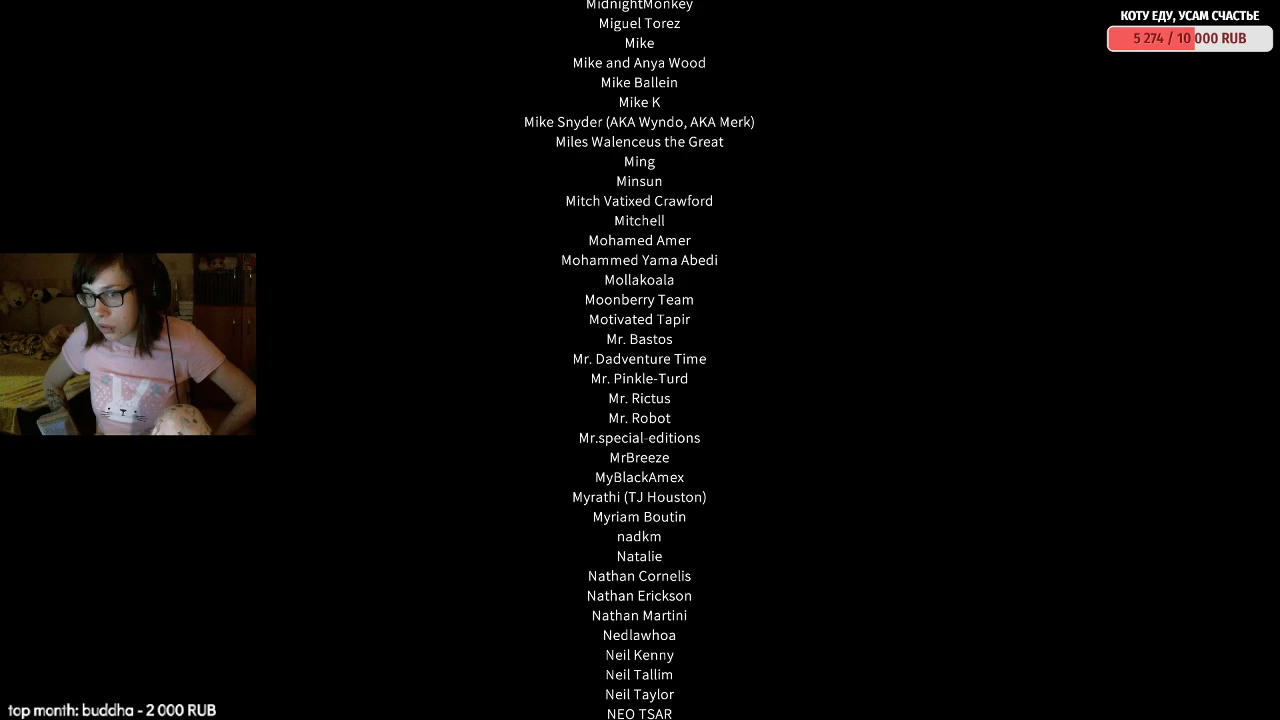 MidnightMonkey
Miguel Torez
Mike
Mike and Anya Wood
Mike Ballein
Mike K
Mike Snyder (AKA Wyndo, AKA Merk)
Miles Walenceus the Great
Ming
Minsun
Mitch Vatixed Crawford
Mitchell
Mohamed Amer
Mohammed Yama Abedi
Mollakoala
Moonberry Team
Motivated Tapir
Mr. Bastos
Mr. Dadventure Time
Mr. Pinkle-Turd
Mr. Rictus
Mr. Robot
Mr.special-editions
MrBreeze
MyBlackAmex
Myrathi (TJ Houston)
Myriam Boutin
nadkm
Natalie
Nathan Cornelis
Nathan Erickson
Nathan Martini
Nedlawhoa
Neil Kenny
Neil Tallim
Neil Taylor
NEO TSAR
КОТУ ЕДУ, УСАМ СЧАСТЬЕ
5 274 / 10 000 RUB
top month: buddha - 2 000 RUB